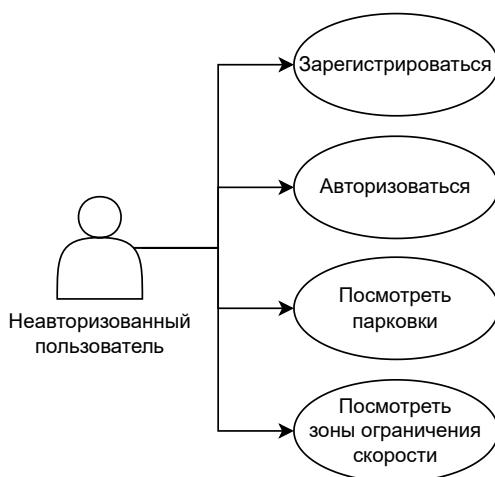 Зарегистрироваться
Авторизоваться
Неавторизованный
пользователь
Посмотреть
парковки
Посмотреть
зоны ограничения
скорости